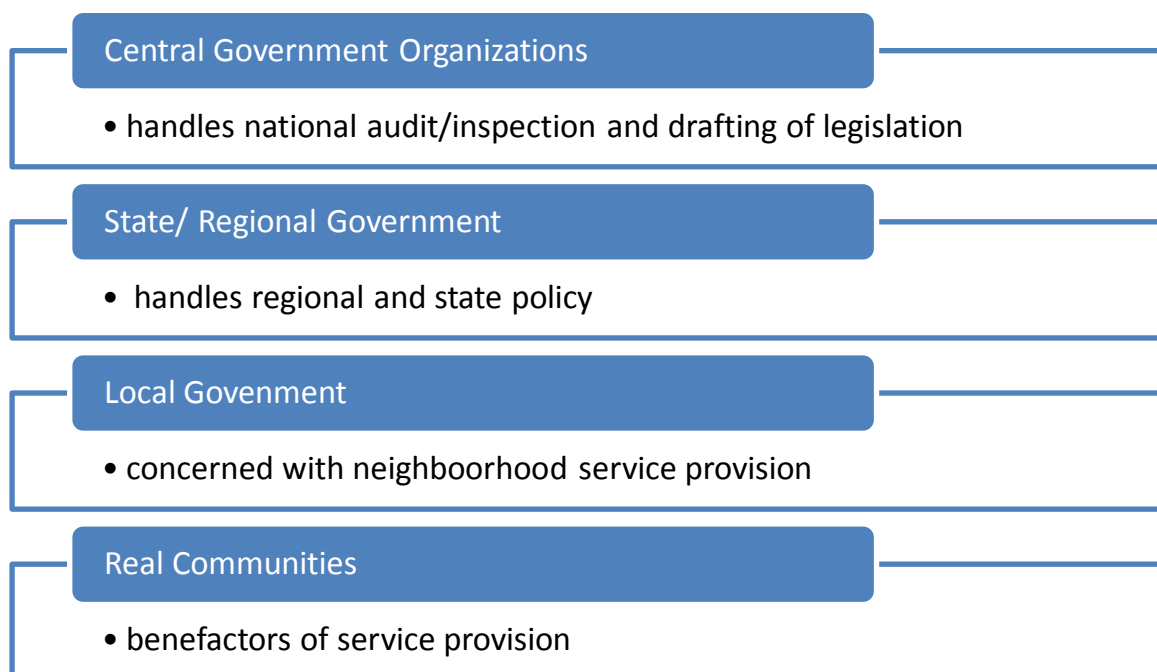 Central Government Organizations
• handles national audit/inspection and drafting of legislation
State/ Regional Government
• handles regional and state policy
Local Govenment
• concerned with neighboorhood service provision
Real Communities
• benefactors of service provision